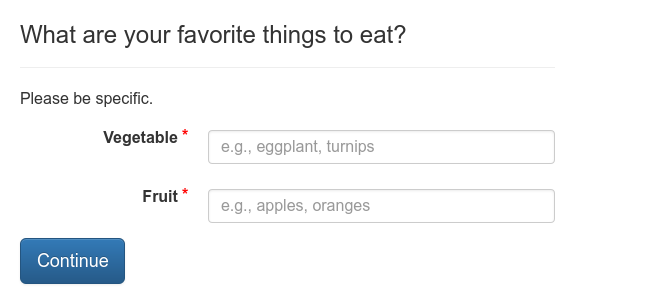 What are your favorite things to eat?
Please be specific.
Vegetable *
e.g., eggplant, turnips
Fruit *
e.g., apples, oranges
Continue